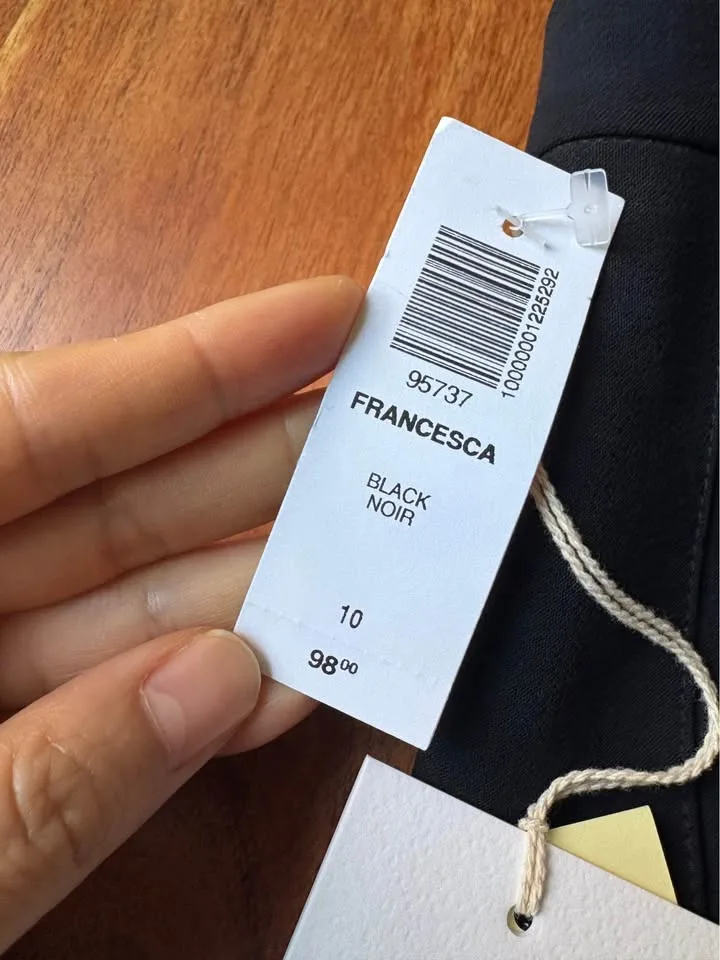 1000001225292
95737
FRANCESCA
BLACK
NOIR
10
98⁰⁰